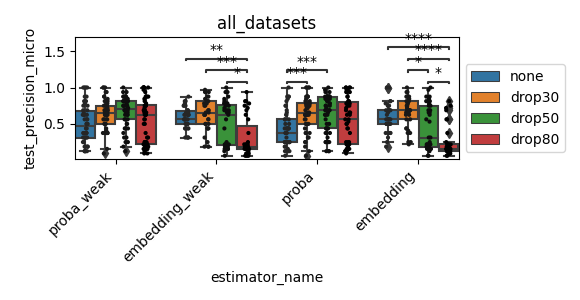 all_datasets
test_precision_micro
1.5
1.0
0.5
**
***
*
***
***
****
****
*
*
none
drop30
drop50
drop80
proba_weak
embedding_weak
proba
embedding
estimator_name